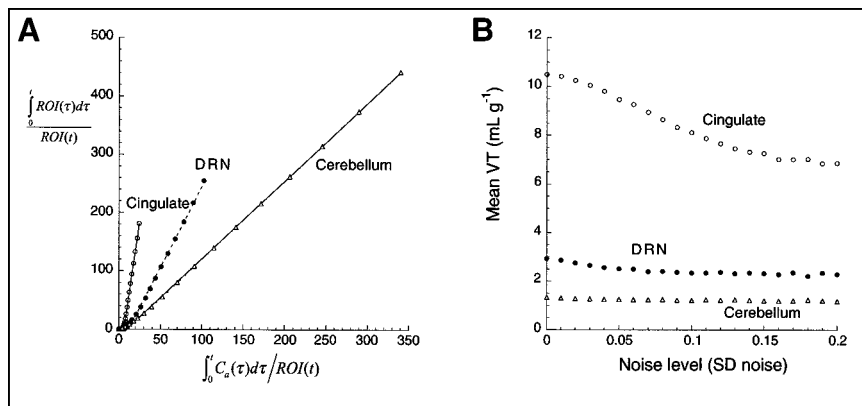 A
500
400
300
200
100
0
∫₀ᵗ ROI(τ)dτ
ROI(t)
DRN
Cingulate
Cerebellum
0 50 100 150 200 250 300 350
∫₀ᵗ Cₐ(τ)dτ/ROI(t)
B
12
10
8
6
4
2
0
Mean VT (mL g⁻¹)
Cingulate
DRN
Cerebellum
0 0.05 0.1 0.15 0.2
Noise level (SD noise)